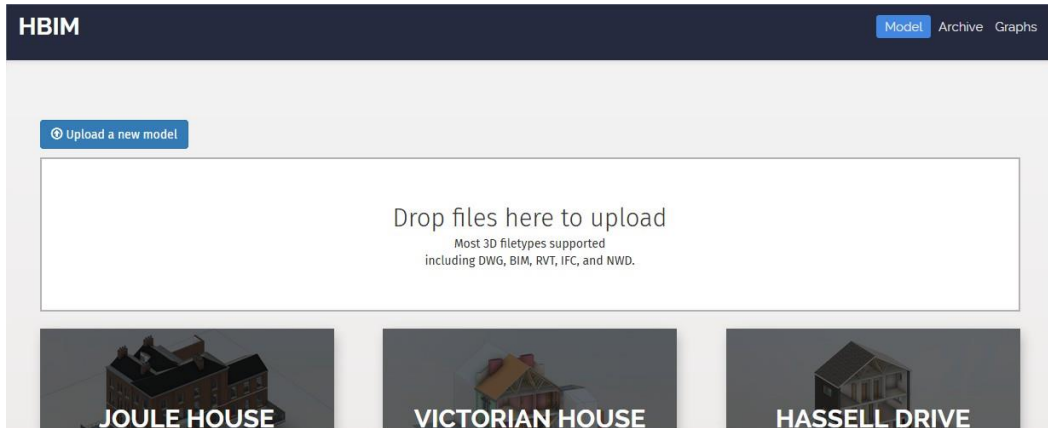 HBIM
Model Archive Graphs
Upload a new model
Drop files here to upload
Most 3D filetypes supported
including DWG, BIM, RVT, IFC, and NWD.
JOULE HOUSE
VICTORIAN HOUSE
HASSELL DRIVE